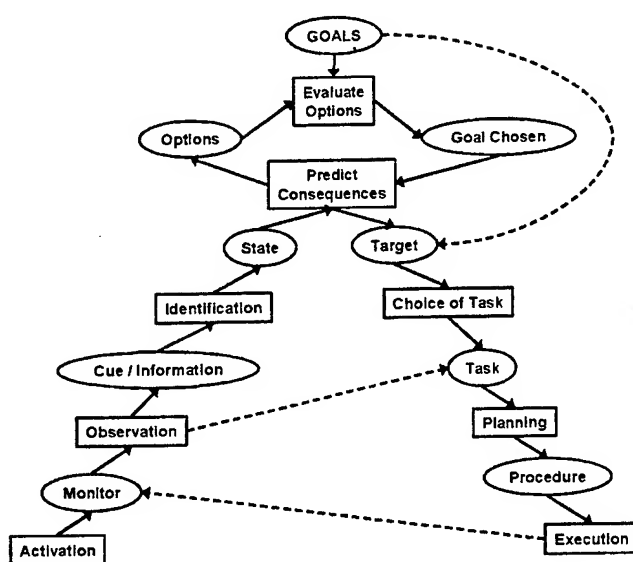 GOALS
Evaluate
Options
Options
Goal Chosen
Predict
Consequences
State
Target
Identification
Choice of Task
Cue / Information
Task
Observation
Planning
Monitor
Procedure
Activation
Execution